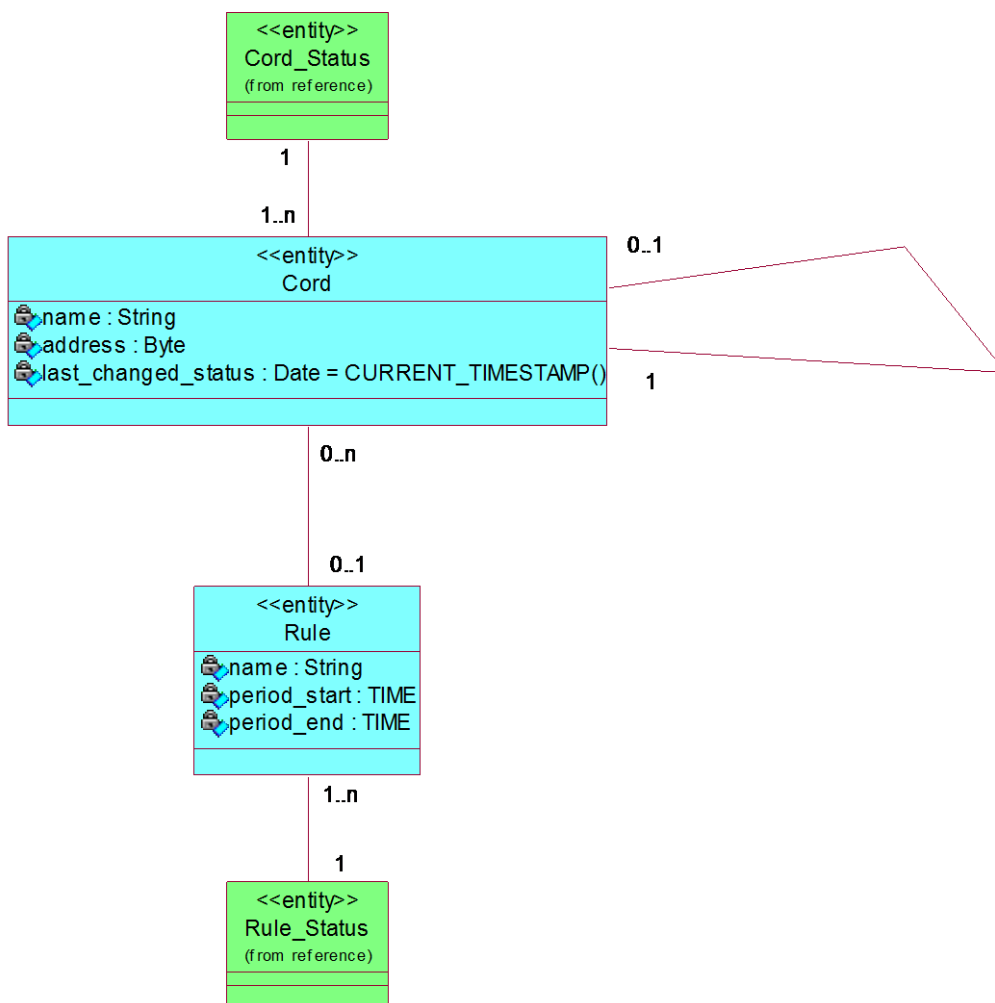 <<entity>>
Cord_Status
(from reference)
1
1..n
<<entity>>
Cord
name : String
address : Byte
last_changed_status : Date = CURRENT_TIMESTAMP()
0..1
1
0..n
0..1
<<entity>>
Rule
name : String
period_start : TIME
period_end : TIME
1..n
1
<<entity>>
Rule_Status
(from reference)